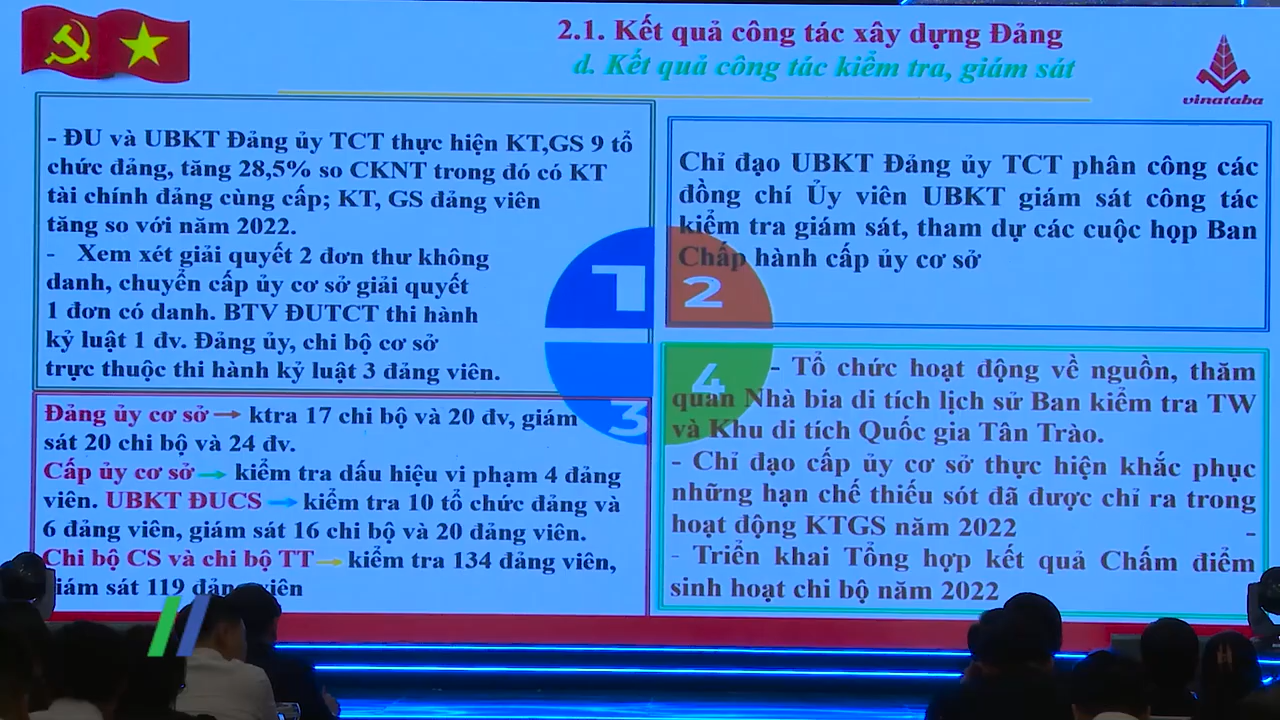 2.1. Kết quả công tác xây dựng Đảng
d. Kết quả công tác kiểm tra, giám sát
vinataba
- ĐU và UBKT Đảng ủy TCT thực hiện KT,GS 9 tổ
chức đảng, tăng 28,5% so CKNT trong đó có KT
tài chính đảng cùng cấp; KT, GS đảng viên
tăng so với năm 2022.
- Xem xét giải quyết 2 đơn thư không
danh, chuyển cấp ủy cơ sở giải quyết
1 đơn có danh. BTV ĐUTCT thi hành
kỷ luật 1 đv. Đảng ủy, chi bộ cơ sở
trực thuộc thi hành kỷ luật 3 đảng viên.
1
Chỉ đạo UBKT Đảng ủy TCT phân công các
đồng chí Ủy viên UBKT giám sát công tác
kiểm tra giám sát, tham dự các cuộc họp Ban
Chấp hành cấp ủy cơ sở
2
Đảng ủy cơ sở → ktra 17 chi bộ và 20 đv, giám
sát 20 chi bộ và 24 đv.
Cấp ủy cơ sở → kiểm tra dấu hiệu vi phạm 4 đảng
viên. UBKT ĐUCS → kiểm tra 10 tổ chức đảng và
6 đảng viên, giám sát 16 chi bộ và 20 đảng viên.
Chi bộ CS và chi bộ TT → kiểm tra 134 đảng viên,
giám sát 119 đảng viên
3
- Tổ chức hoạt động về nguồn, thăm
quan Nhà bia di tích lịch sử Ban kiểm tra TW
và Khu di tích Quốc gia Tân Trào.
- Chỉ đạo cấp ủy cơ sở thực hiện khắc phục
những hạn chế thiếu sót đã được chỉ ra trong
hoạt động KTGS năm 2022 -
- Triển khai Tổng hợp kết quả Chấm điểm
sinh hoạt chi bộ năm 2022
4